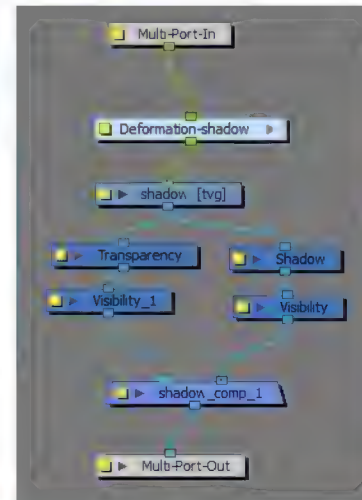 Multi-Port-In
Deformation-shadow
shadow [tvg]
Transparency
Shadow
Visibility_1
Visibility
shadow_comp_1
Multi-Port-Out